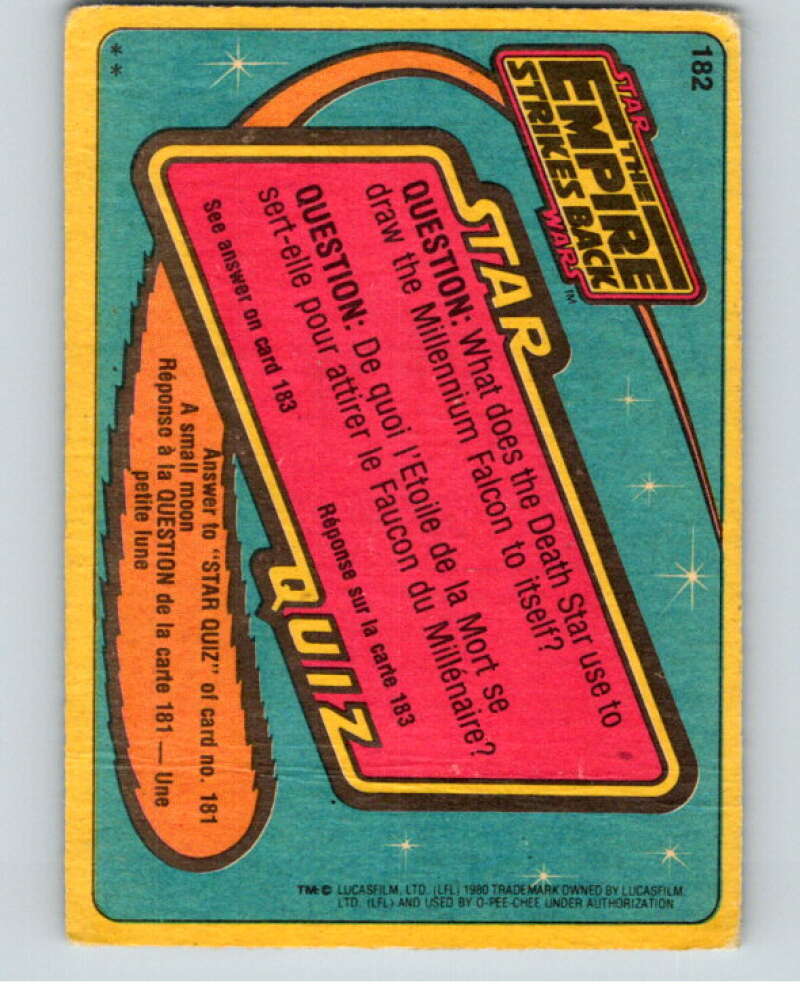 182
STAR
THE
EMPIRE
STRIKES BACK
WARS™
STAR
QUESTION: What does the Death Star use to
draw the Millennium Falcon to itself?
QUESTION: De quoi l'Etoile de la Mort se
sert-elle pour attirer le Faucon du Millénaire?
See answer on card 183
Réponse sur la carte 183
QUIZ
Answer to "STAR QUIZ" of card no. 181
A small moon
Réponso à la QUESTION de la carte 181 — Une
petite lune
TM:© LUCASFILM, LTD. (LFL) 1980 TRADEMARK OWNED BY LUCASFILM,
LTD. (LFL) AND USED BY O-PEE-CHEE UNDER AUTHORIZATION
**